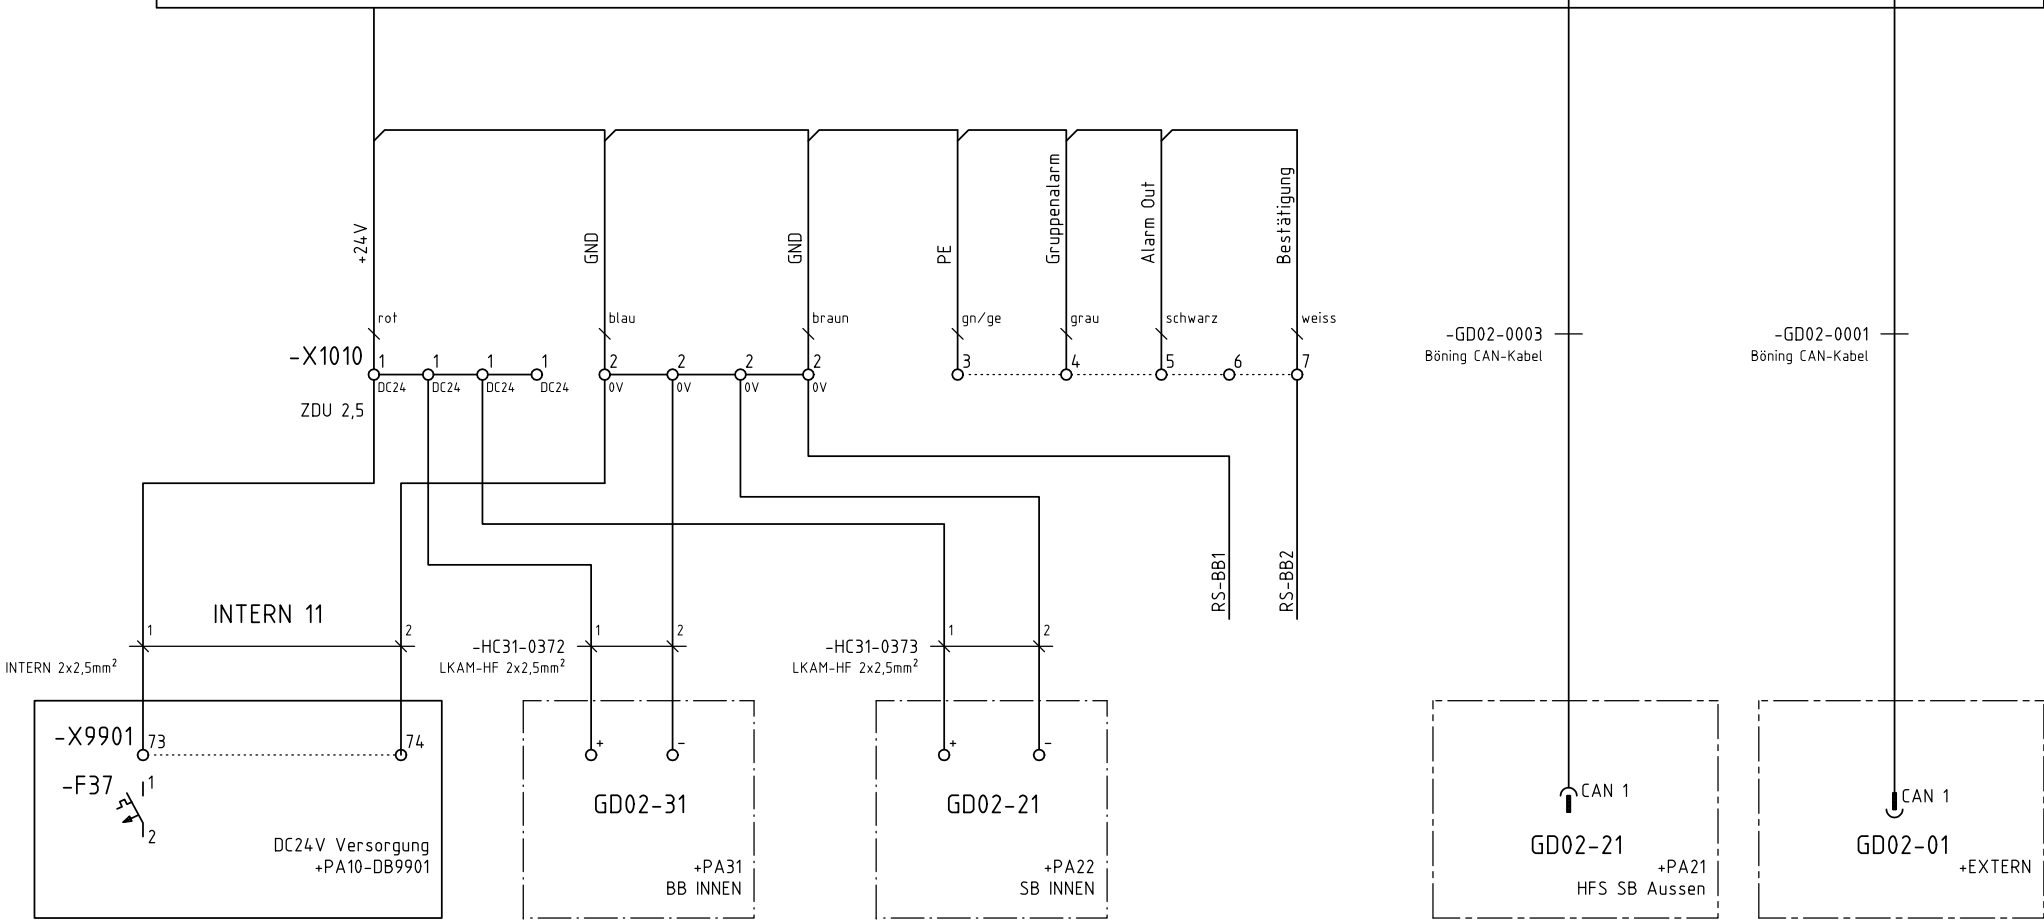 +24V
GND
GND
PE
Gruppenalarm
Alarm Out
Bestätigung
rot
blau
braun
gn/ge
grau
schwarz
weiss
-GD02-0003
Böning CAN-Kabel
-GD02-0001
Böning CAN-Kabel
-X1010
1 1 1 1 2 2 2 2 3 4 5 6 7
DC24 DC24 DC24 DC24 0V 0V 0V 0V
ZDU 2,5
RS-BB1
RS-BB2
INTERN 11
1 2
INTERN 2x2,5mm²
-HC31-0372
1 2
LKAM-HF 2x2,5mm²
-HC31-0373
1 2
LKAM-HF 2x2,5mm²
-X9901 73 74
-F37 1
2
DC24V Versorgung
+PA10-DB9901
+ -
GD02-31
+PA31
BB INNEN
+ -
GD02-21
+PA22
SB INNEN
CAN 1
GD02-21
+PA21
HFS SB Aussen
CAN 1
GD02-01
+EXTERN